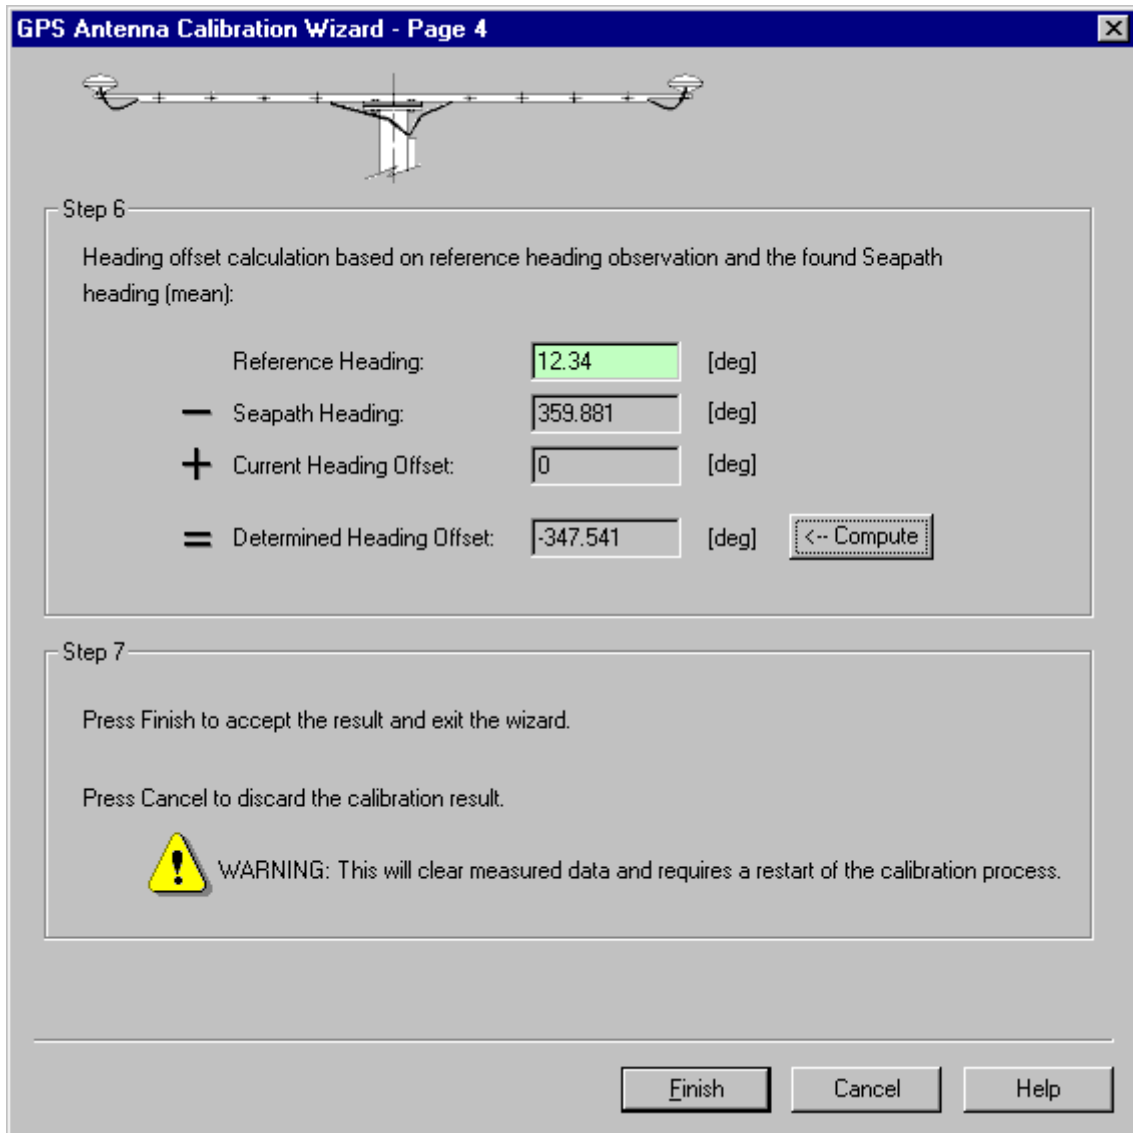 GPS Antenna Calibration Wizard - Page 4
Step 6
Heading offset calculation based on reference heading observation and the found Seapath
heading (mean):
Reference Heading: 12.34 [deg]
− Seapath Heading: 359.881 [deg]
+ Current Heading Offset: 0 [deg]
= Determined Heading Offset: -347.541 [deg] <-- Compute
Step 7
Press Finish to accept the result and exit the wizard.
Press Cancel to discard the calibration result.
WARNING: This will clear measured data and requires a restart of the calibration process.
Finish Cancel Help